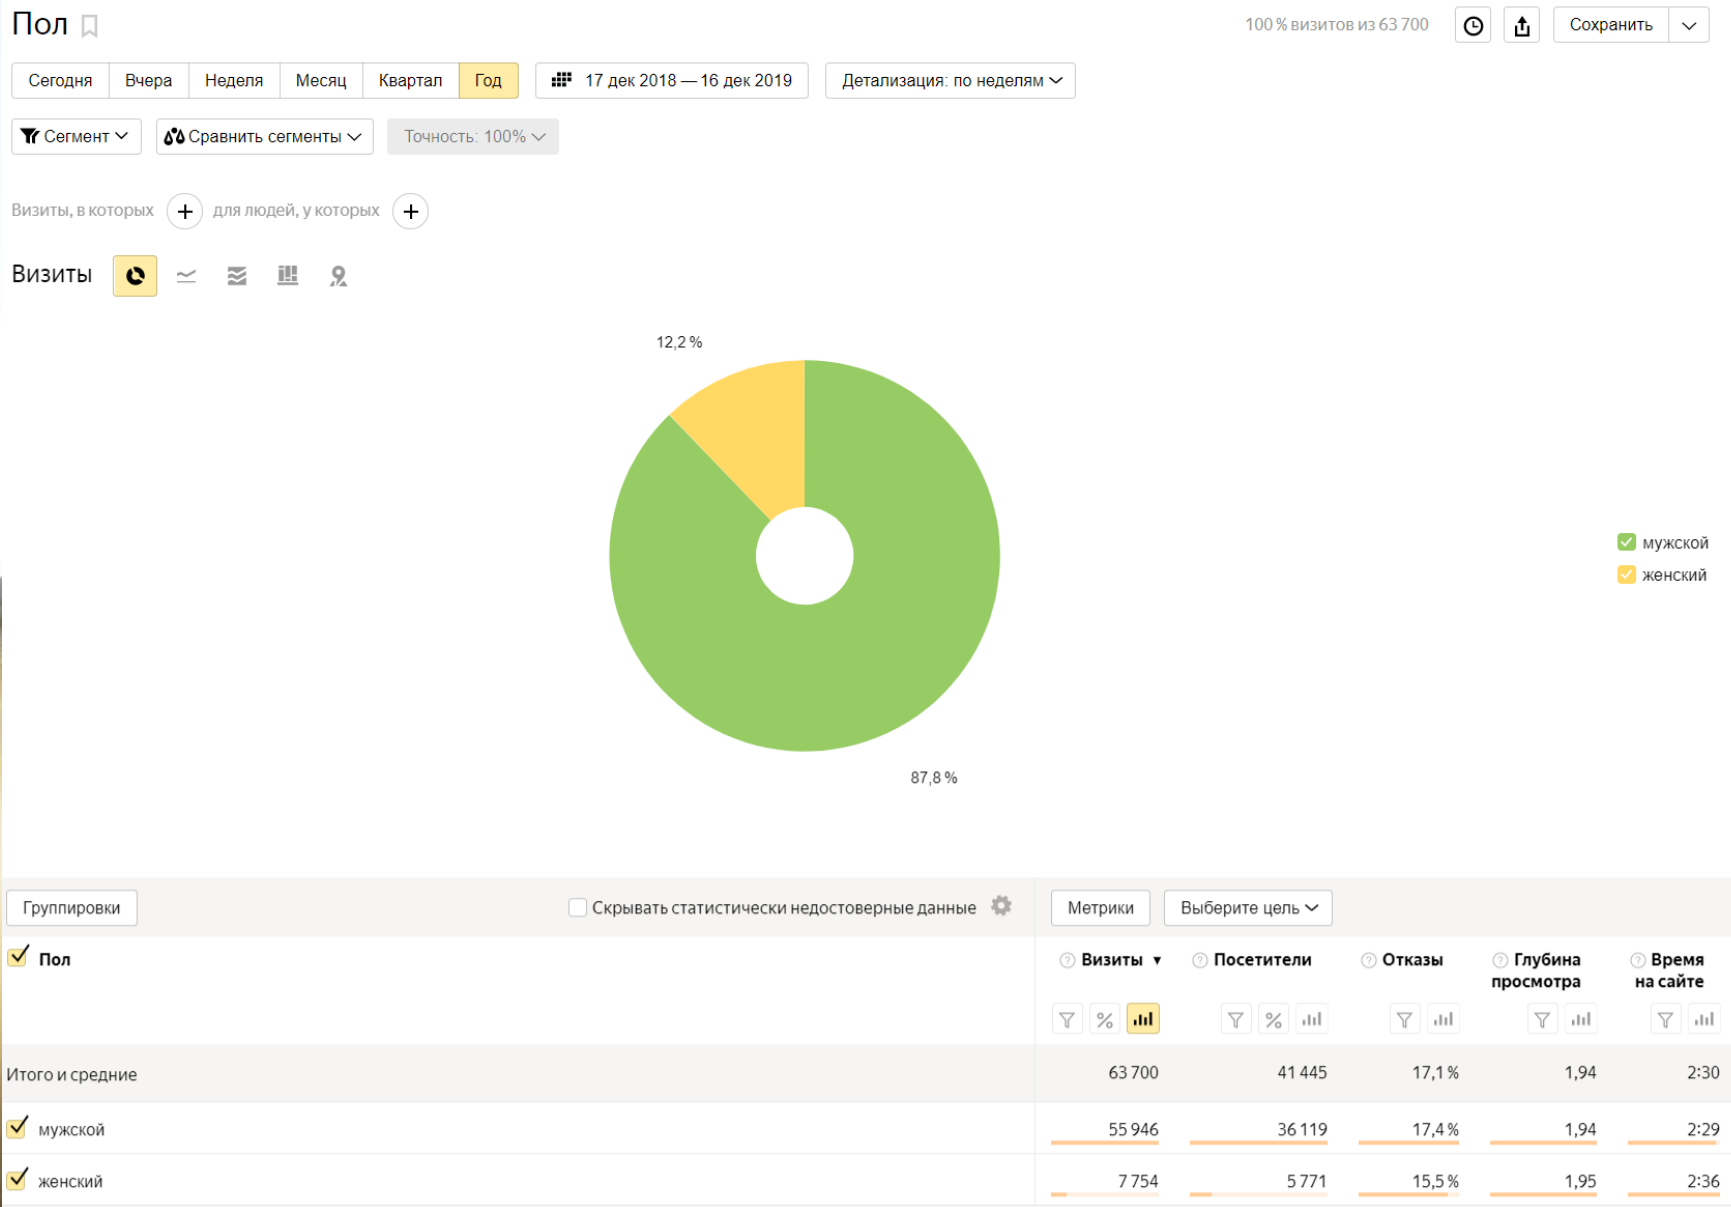 Пол
100 % визитов из 63 700
Сохранить
Сегодня Вчера Неделя Месяц Квартал Год
17 дек 2018 — 16 дек 2019
Детализация: по неделям
Сегмент
Сравнить сегменты
Точность: 100%
Визиты, в которых + для людей, у которых +
Визиты
12,2 %
мужской
женский
87,8 %
Группировки
Скрывать статистически недостоверные данные
Метрики
Выберите цель
Пол
? Визиты ▼ ? Посетители ? Отказы ? Глубина просмотра ? Время на сайте
% %
Итого и средние 63 700 41 445 17,1 % 1,94 2:30
мужской 55 946 36 119 17,4 % 1,94 2:29
женский 7 754 5 771 15,5 % 1,95 2:36